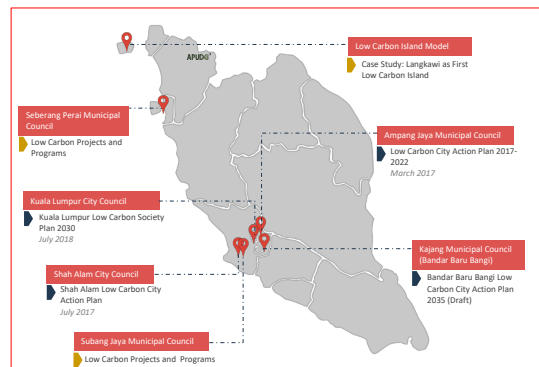 Low Carbon Island Model
Case Study: Langkawi as First
Low Carbon Island
APUDG
Seberang Perai Municipal
Council
Low Carbon Projects and
Programs
Ampang Jaya Municipal Council
Low Carbon City Action Plan 2017-
2022
March 2017
Kuala Lumpur City Council
Kuala Lumpur Low Carbon Society
Plan 2030
July 2018
Kajang Municipal Council
(Bandar Baru Bangi)
Bandar Baru Bangi Low
Carbon City Action Plan
2035 (Draft)
Shah Alam City Council
Shah Alam Low Carbon City
Action Plan
July 2017
Subang Jaya Municipal Council
Low Carbon Projects and Programs